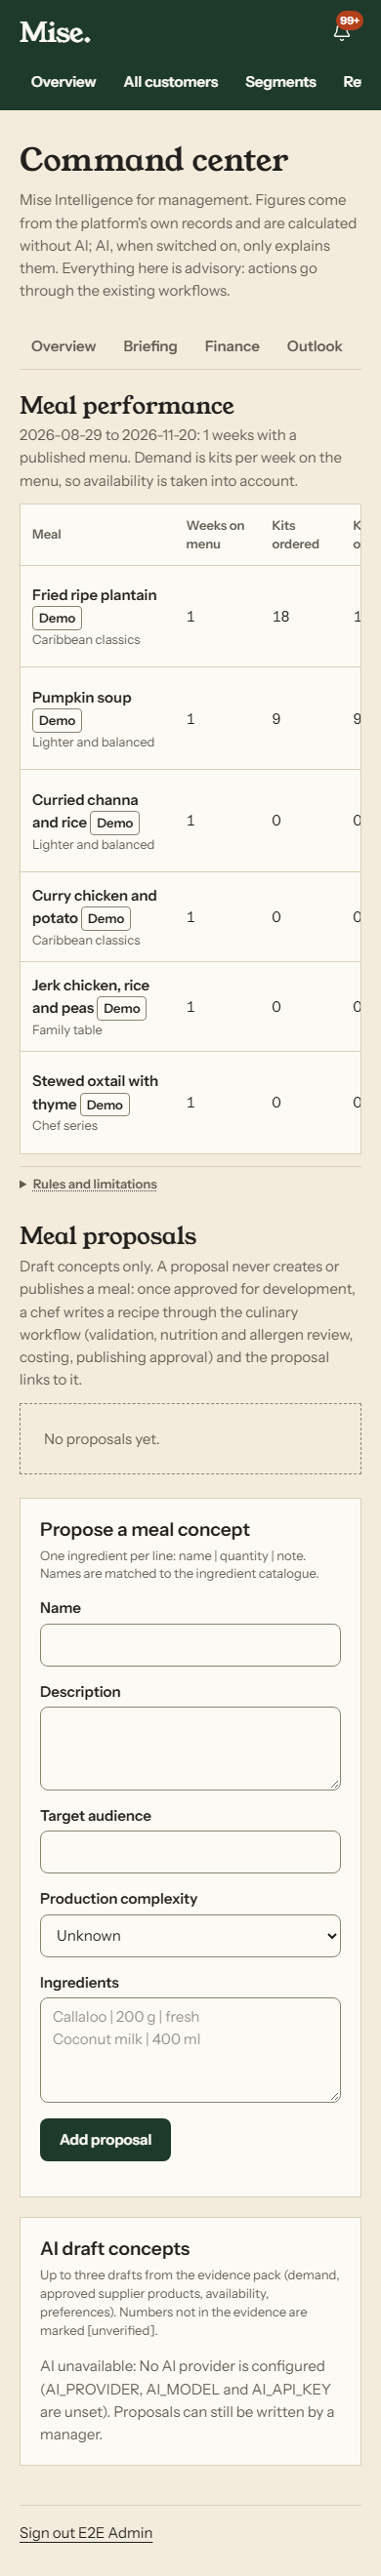 Mise.
99+
Overview All customers Segments Re
Command center
Mise Intelligence for management. Figures come
from the platform's own records and are calculated
without AI; AI, when switched on, only explains
them. Everything here is advisory: actions go
through the existing workflows.
Overview Briefing Finance Outlook
Meal performance
2026-08-29 to 2026-11-20: 1 weeks with a
published menu. Demand is kits per week on the
menu, so availability is taken into account.
Meal Weeks on menu Kits ordered
Fried ripe plantain
Demo
Caribbean classics
1 18
Pumpkin soup
Demo
Lighter and balanced
1 9 9
Curried channa
and rice Demo
Lighter and balanced
1 0 0
Curry chicken and
potato Demo
Caribbean classics
1 0 0
Jerk chicken, rice
and peas Demo
Family table
1 0 0
Stewed oxtail with
thyme Demo
Chef series
1 0 0
Rules and limitations
Meal proposals
Draft concepts only. A proposal never creates or
publishes a meal: once approved for development,
a chef writes a recipe through the culinary
workflow (validation, nutrition and allergen review,
costing, publishing approval) and the proposal
links to it.
No proposals yet.
Propose a meal concept
One ingredient per line: name | quantity | note.
Names are matched to the ingredient catalogue.
Name
Description
Target audience
Production complexity
Unknown
Ingredients
Callaloo | 200 g | fresh
Coconut milk | 400 ml
Add proposal
AI draft concepts
Up to three drafts from the evidence pack (demand,
approved supplier products, availability,
preferences). Numbers not in the evidence are
marked [unverified].
AI unavailable: No AI provider is configured
(AI_PROVIDER, AI_MODEL and AI_API_KEY
are unset). Proposals can still be written by a
manager.
Sign out E2E Admin